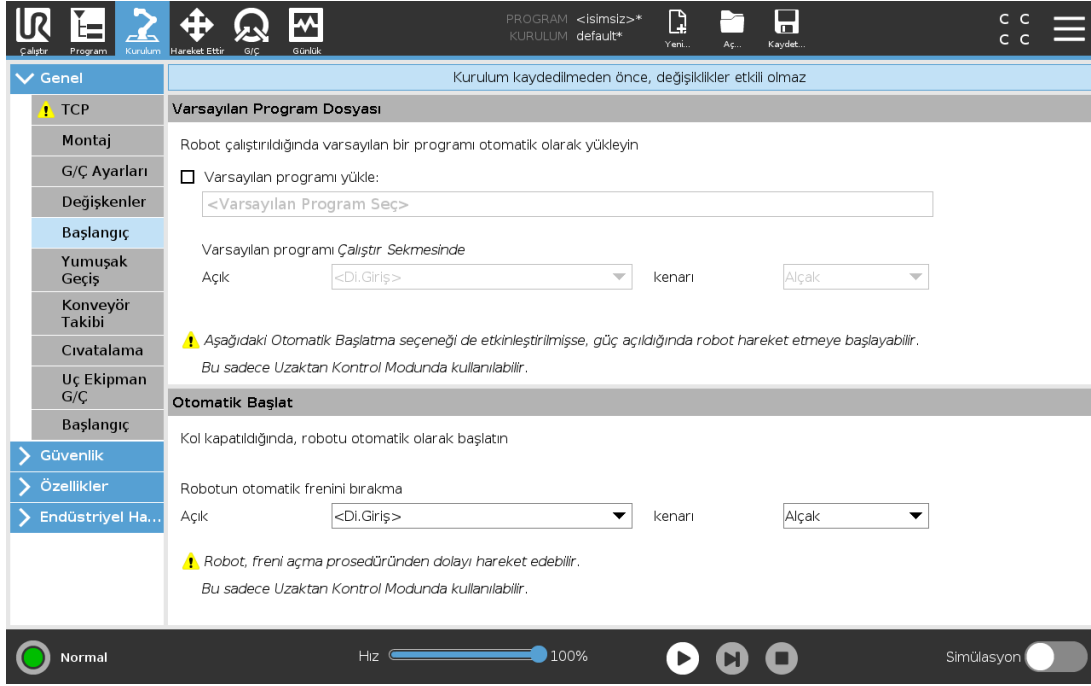 UR
PROGRAM <isimsiz>*
KURULUM default*
C C
C C
Çalıştır
Program
Kurulum
Hareket Ettir
G/Ç
Günlük
Yeni...
Aç...
Kaydet...
Genel
TCP
Montaj
G/Ç Ayarları
Değişkenler
Başlangıç
Yumuşak
Geçiş
Konveyör
Takibi
Cıvatalama
Uç Ekipman
G/Ç
Başlangıç
Güvenlik
Özellikler
Endüstriyel Ha...
Kurulum kaydedilmeden önce, değişiklikler etkili olmaz
Varsayılan Program Dosyası
Robot çalıştırıldığında varsayılan bir programı otomatik olarak yükleyin
Varsayılan programı yükle:
<Varsayılan Program Seç>
Varsayılan programı Çalıştır Sekmesinde
Açık <Di.Giriş> kenarı Alçak
Aşağıdaki Otomatik Başlatma seçeneği de etkinleştirilmişse, güç açıldığında robot hareket etmeye başlayabilir.
Bu sadece Uzaktan Kontrol Modunda kullanılabilir.
Otomatik Başlat
Kol kapatıldığında, robotu otomatik olarak başlatın
Robotun otomatik frenini bırakma
Açık <Di.Giriş> kenarı Alçak
Robot, freni açma prosedüründen dolayı hareket edebilir.
Bu sadece Uzaktan Kontrol Modunda kullanılabilir.
Normal
Hız 100%
Simülasyon